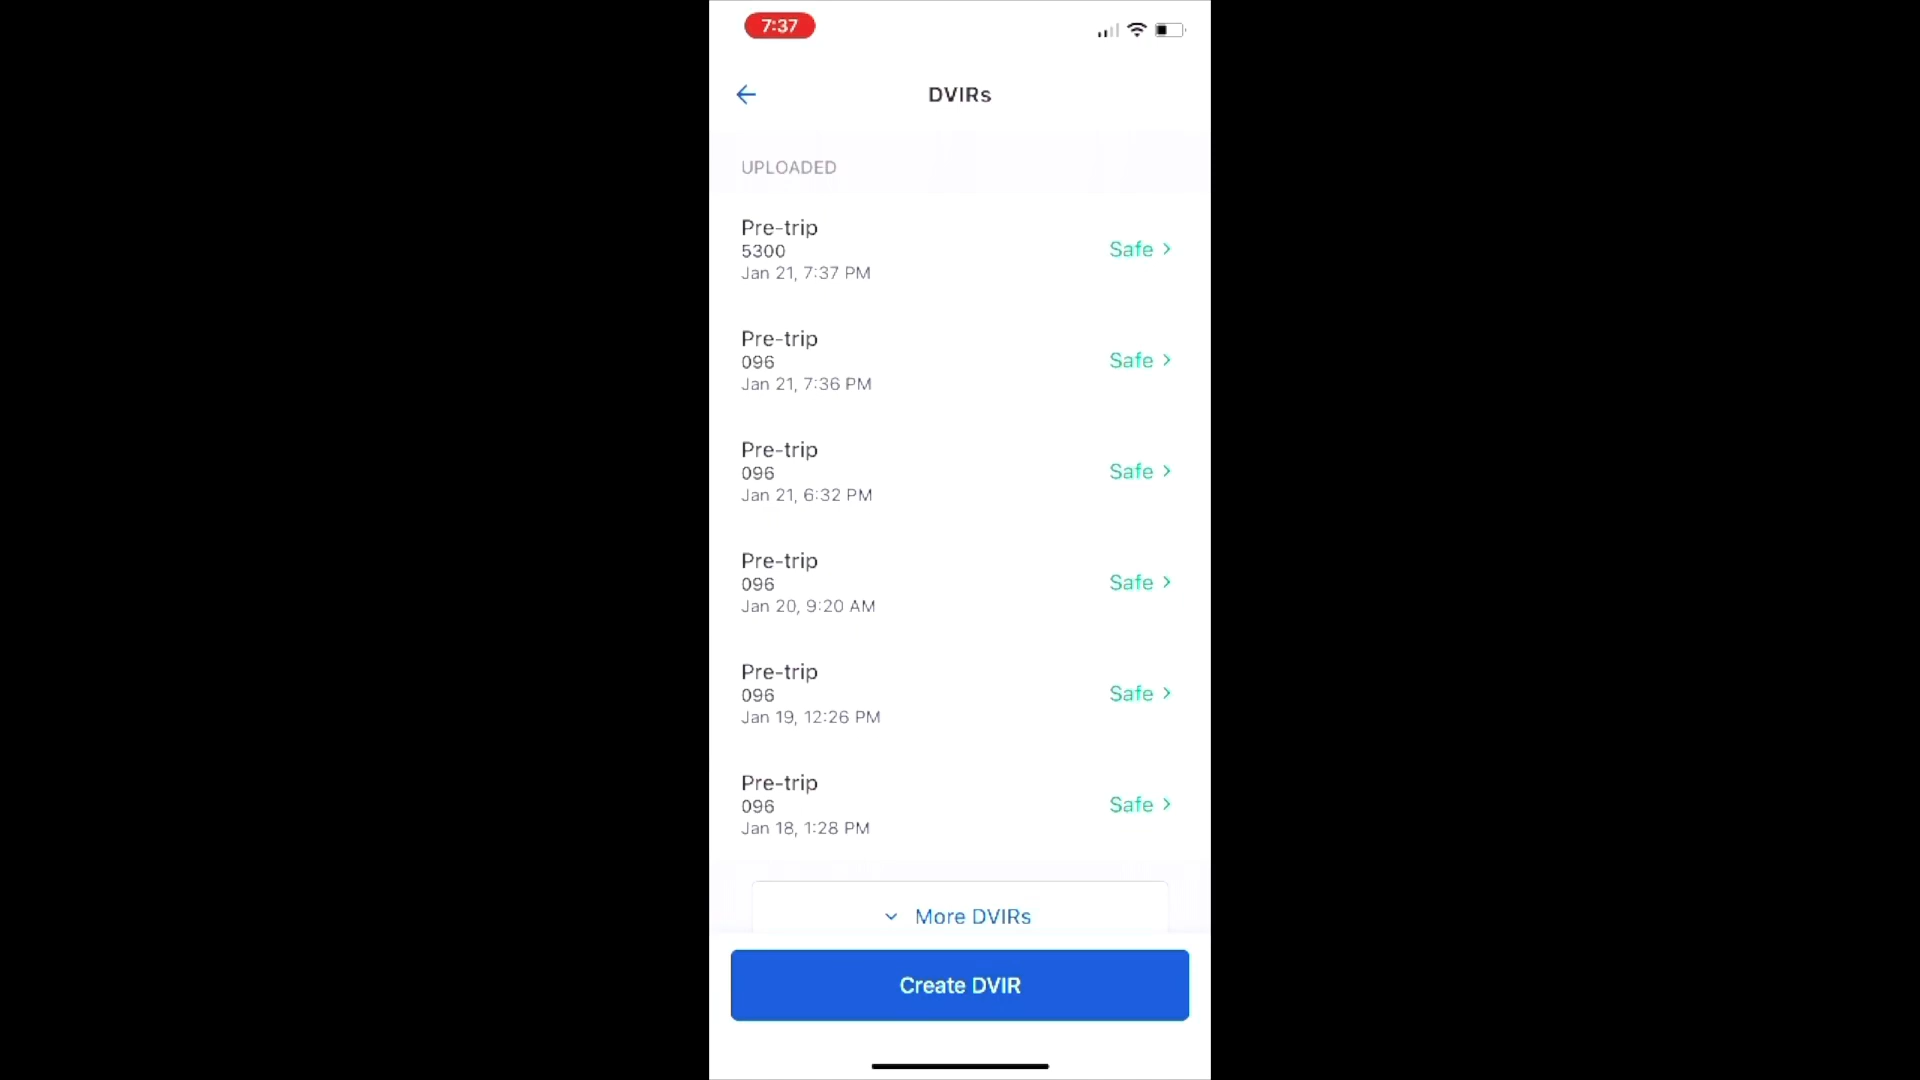 7:37
DVIRs
UPLOADED
Pre-trip
5300
Jan 21, 7:37 PM
Safe
Pre-trip
096
Jan 21, 7:36 PM
Safe
Pre-trip
096
Jan 21, 6:32 PM
Safe
Pre-trip
096
Jan 20, 9:20 AM
Safe
Pre-trip
096
Jan 19, 12:26 PM
Safe
Pre-trip
096
Jan 18, 1:28 PM
Safe
More DVIRs
Create DVIR